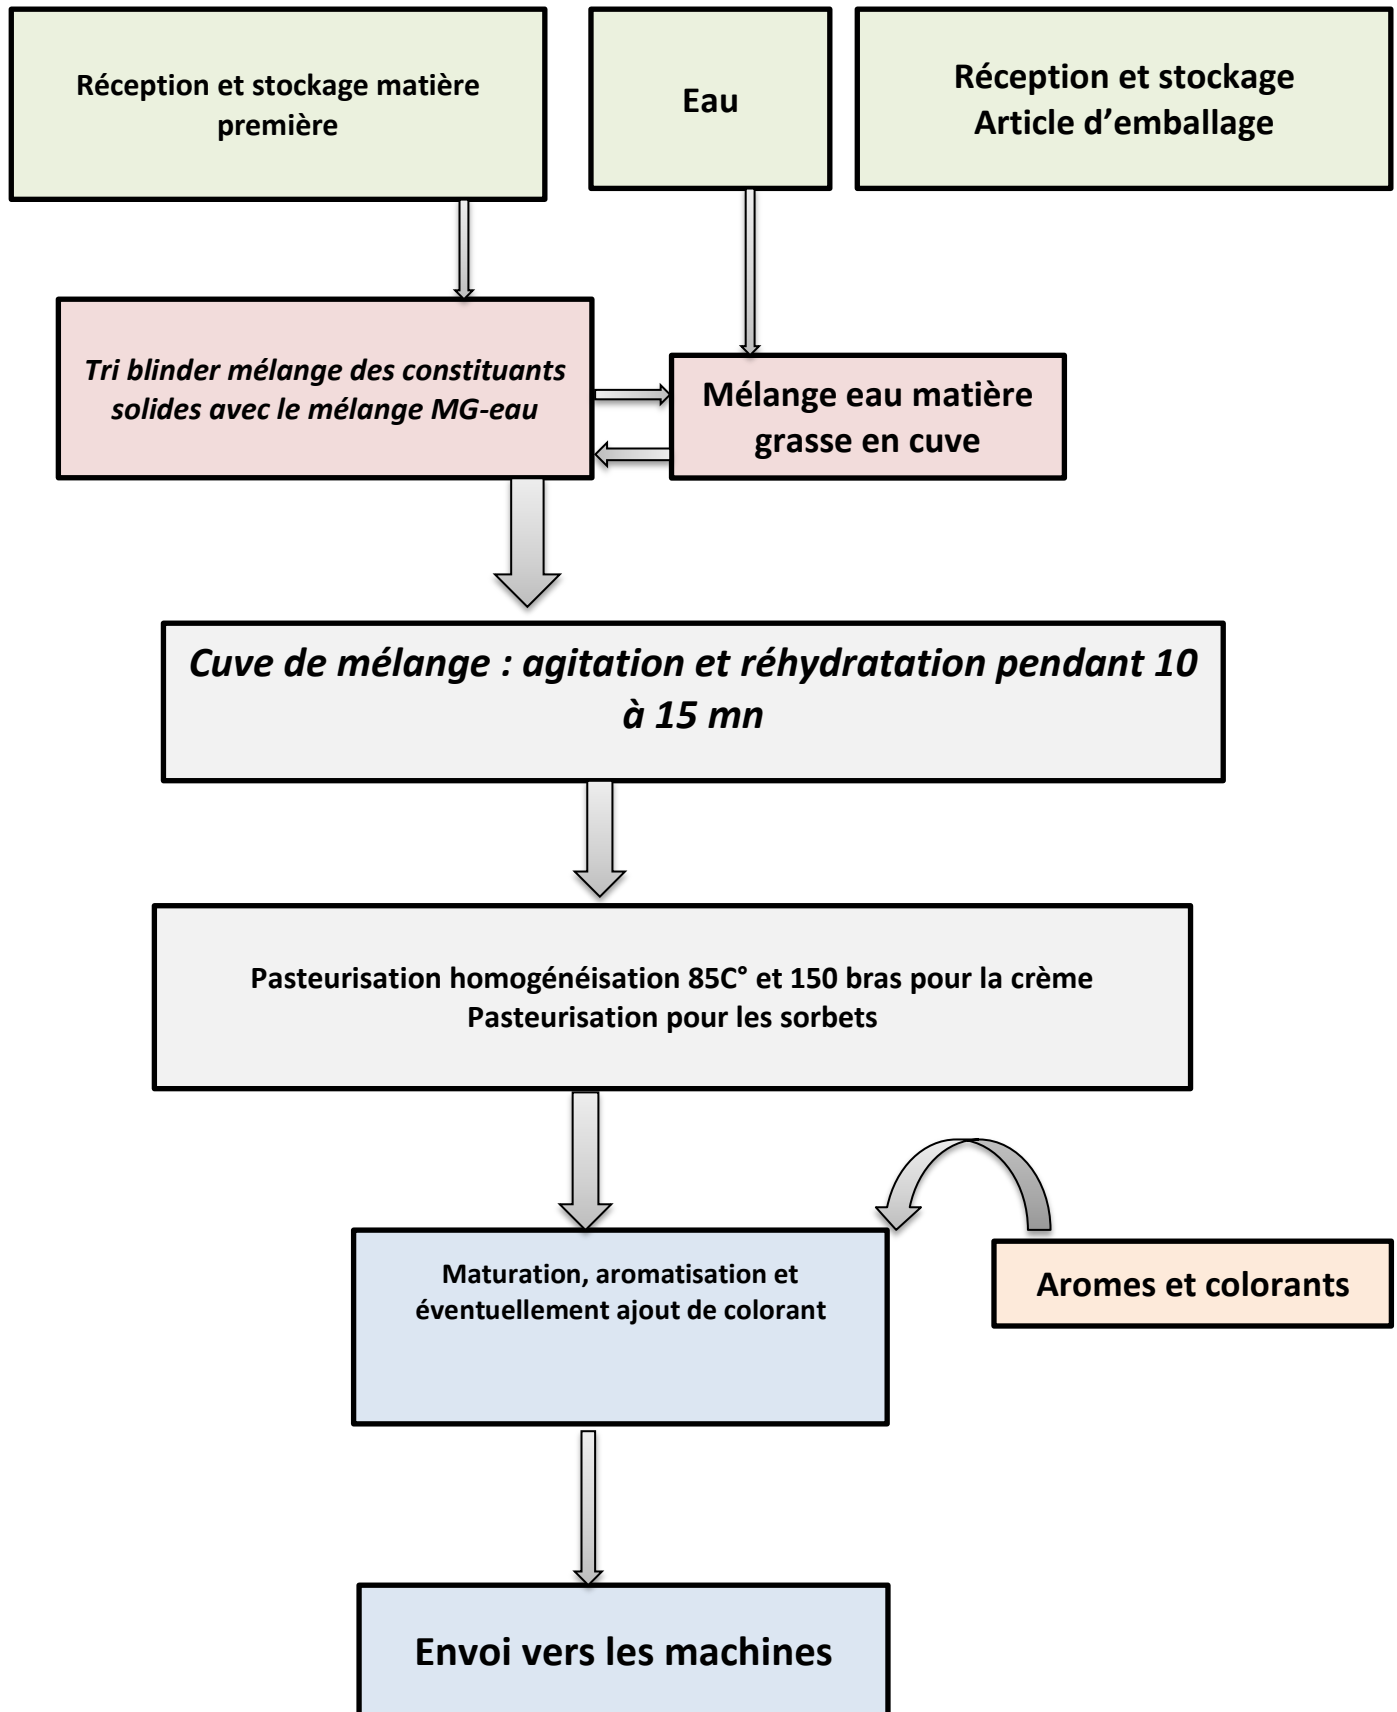 Réception et stockage matière
première
Eau
Réception et stockage
Article d’emballage
Tri blinder mélange des constituants
solides avec le mélange MG-eau
Mélange eau matière
grasse en cuve
Cuve de mélange : agitation et réhydratation pendant 10
à 15 mn
Pasteurisation homogénéisation 85C° et 150 bras pour la crème
Pasteurisation pour les sorbets
Maturation, aromatisation et
éventuellement ajout de colorant
Aromes et colorants
Envoi vers les machines